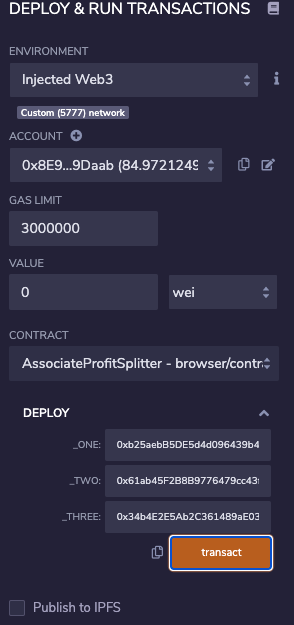 DEPLOY & RUN TRANSACTIONS
ENVIRONMENT
Injected Web3
i
Custom (5777) network
ACCOUNT
0x8E9...9Daab (84.9721249
GAS LIMIT
3000000
VALUE
0 wei
CONTRACT
AssociateProfitSplitter - browser/contr
DEPLOY
_ONE: 0xb25aebB5DE5d4d096439b4
_TWO: 0x61ab45F2B8B9776479cc43
_THREE: 0x34b4E2E5Ab2C361489aE03
transact
Publish to IPFS